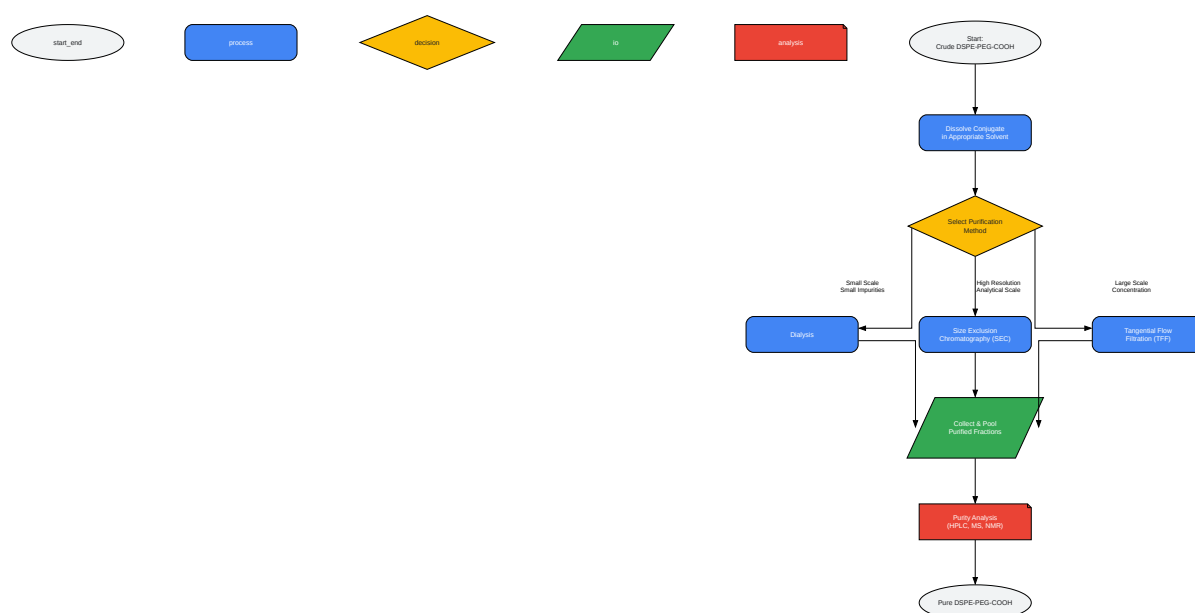 start_end
process
decision
io
analysis
Start:
Crude DSPE-PEG-COOH
Dissolve Conjugate
in Appropriate Solvent
Select Purification
Method
Small Scale
Small Impurities
High Resolution
Analytical Scale
Large Scale
Concentration
Dialysis
Size Exclusion
Chromatography (SEC)
Tangential Flow
Filtration (TFF)
Collect & Pool
Purified Fractions
Purity Analysis
(HPLC, MS, NMR)
Pure DSPE-PEG-COOH